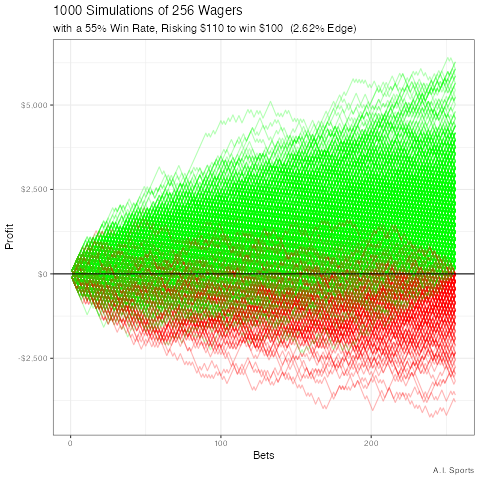 1000 Simulations of 256 Wagers
with a 55% Win Rate, Risking $110 to win $100 (2.62% Edge)
Profit
$5.000
$2.500
$0
-$2.500
0
100
200
Bets
A.I. Sports